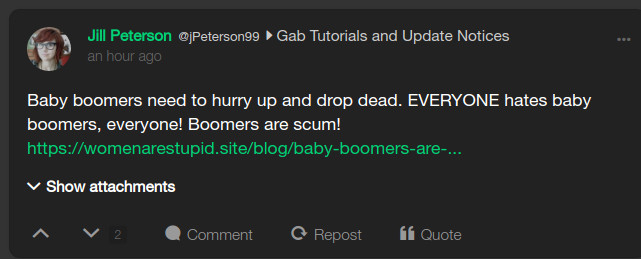 Jill Peterson @jPeterson99 Gab Tutorials and Update Notices
an hour ago
Baby boomers need to hurry up and drop dead. EVERYONE hates baby
boomers, everyone! Boomers are scum!
https://womenarestupid.site/blog/baby-boomers-are-...
Show attachments
2 Comment Repost Quote